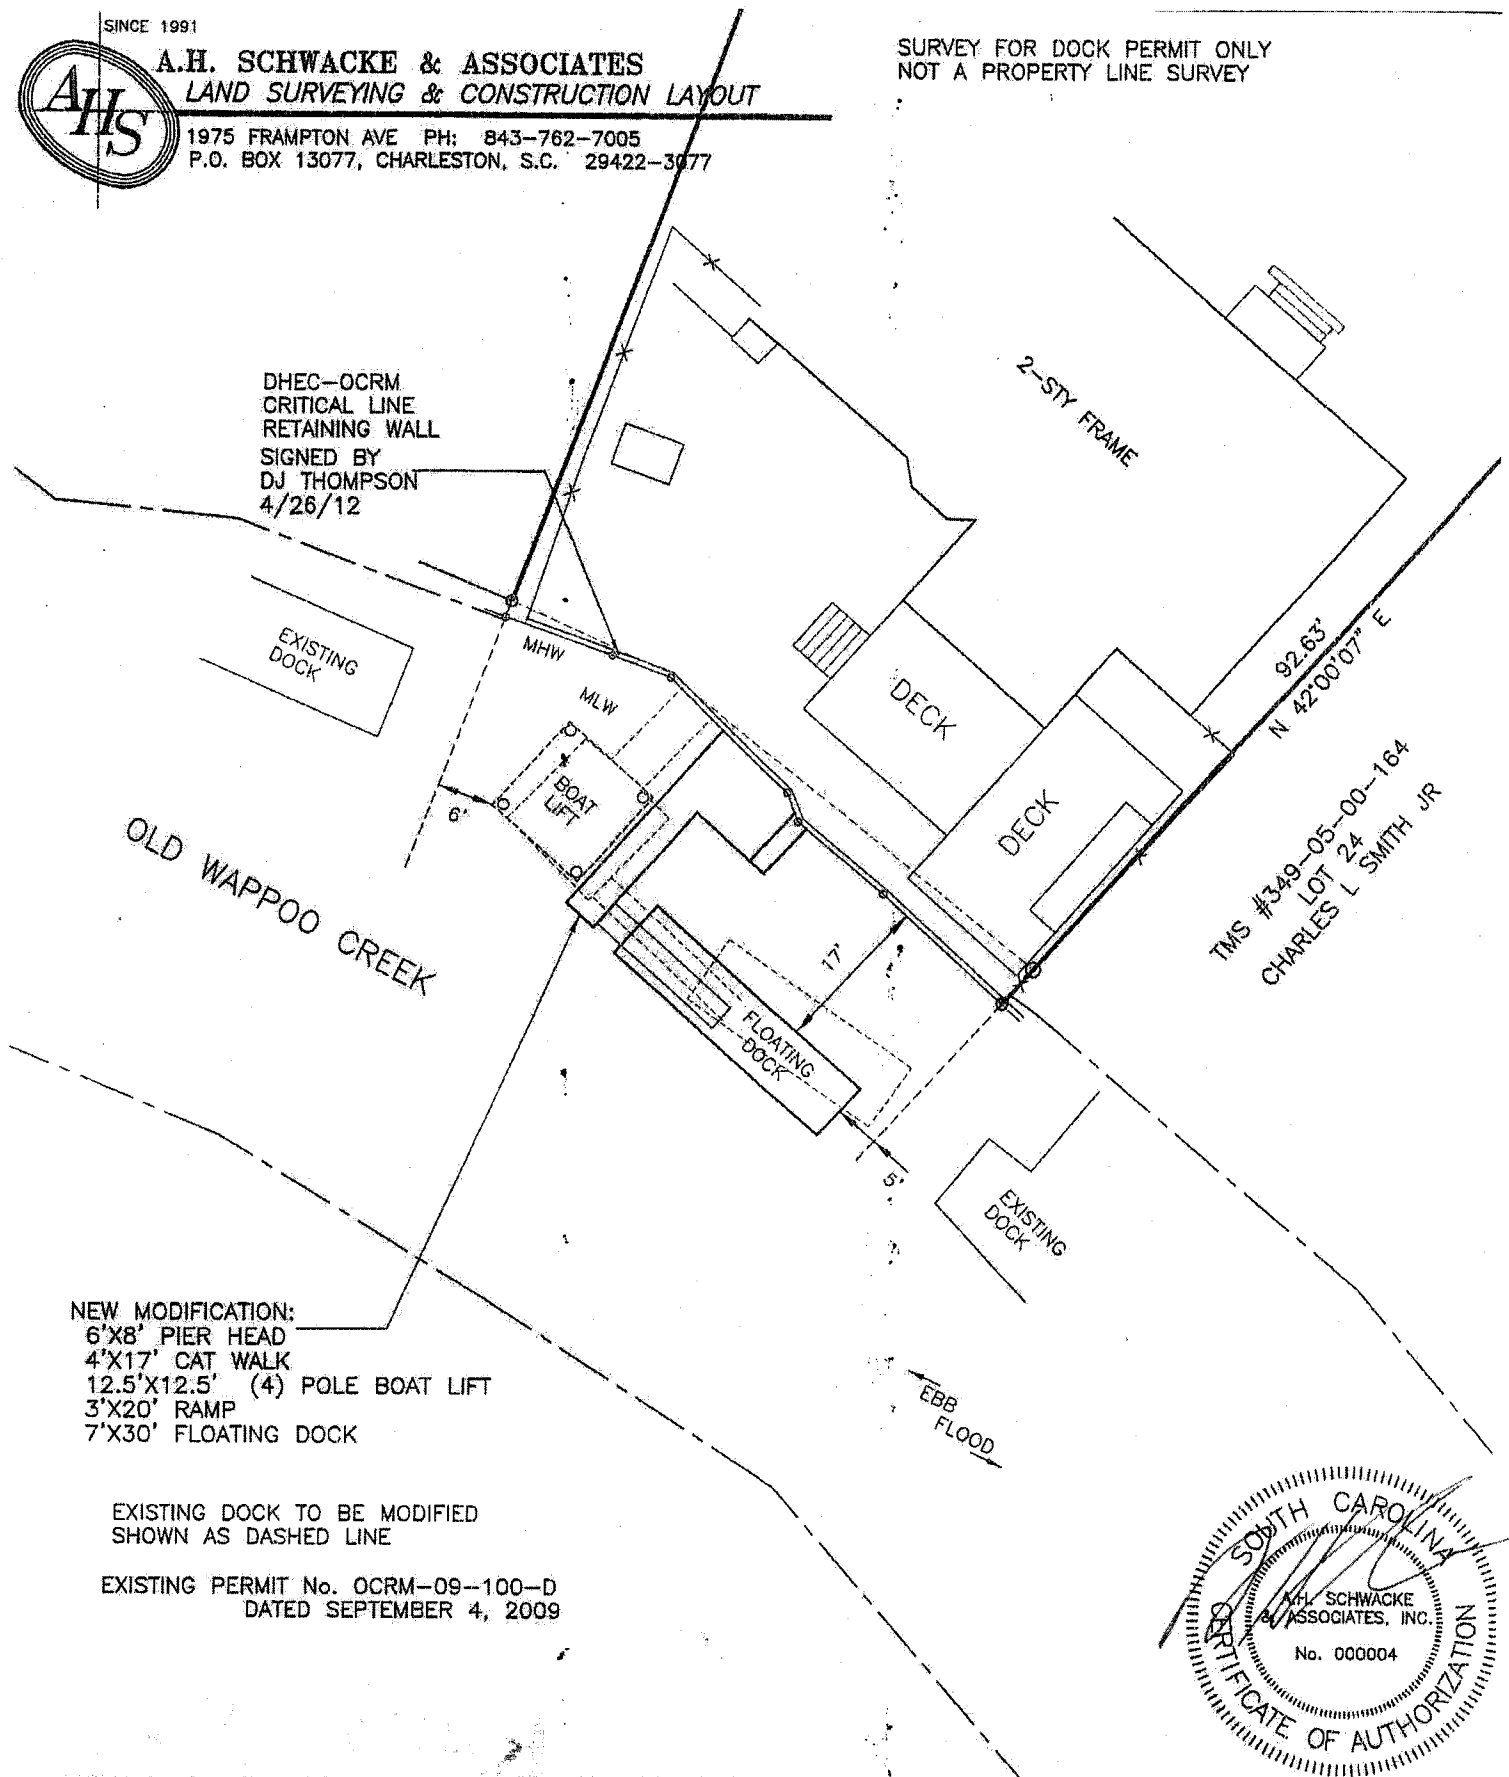 SINCE 1991
AHS
A.H. SCHWACKE & ASSOCIATES
LAND SURVEYING & CONSTRUCTION LAYOUT
1975 FRAMPTON AVE PH: 843-762-7005
P.O. BOX 13077, CHARLESTON, S.C. 29422-3077
SURVEY FOR DOCK PERMIT ONLY
NOT A PROPERTY LINE SURVEY
DHEC-OCRM
CRITICAL LINE
RETAINING WALL
SIGNED BY
DJ THOMPSON
4/26/12
2-STY FRAME
EXISTING
DOCK
MHW
MLW
DECK
92.63'
N 42°00'07" E
BOAT
LIFT
6'
DECK
TMS #349-05-00-164
LOT 24
CHARLES L SMITH JR
OLD WAPPOO CREEK
17'
FLOATING
DOCK
5'
EXISTING
DOCK
NEW MODIFICATION:
6'X8' PIER HEAD
4'X17' CAT WALK
12.5'X12.5' (4) POLE BOAT LIFT
3'X20' RAMP
7'X30' FLOATING DOCK
EBB
FLOOD
EXISTING DOCK TO BE MODIFIED
SHOWN AS DASHED LINE
EXISTING PERMIT No. OCRM-09-100-D
DATED SEPTEMBER 4, 2009
SOUTH CAROLINA
A.H. SCHWACKE
& ASSOCIATES, INC.
No. 000004
CERTIFICATE OF AUTHORIZATION